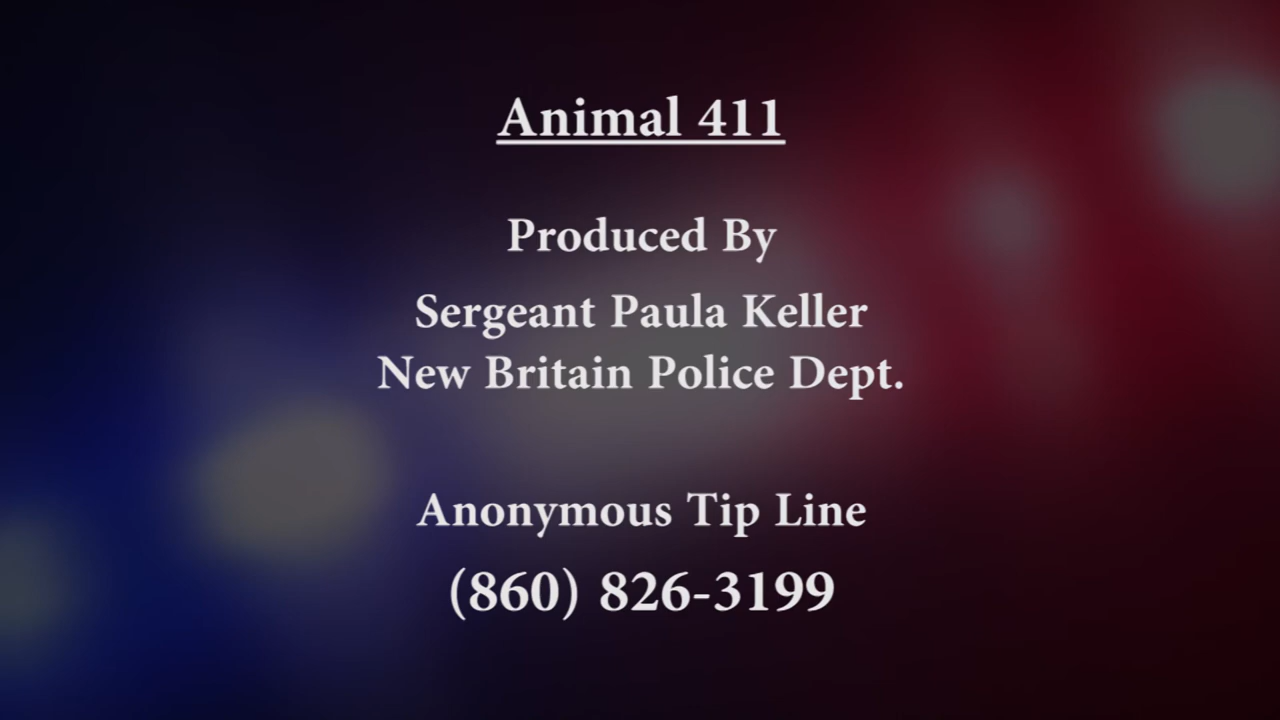 Animal 411
Produced By
Sergeant Paula Keller
New Britain Police Dept.
Anonymous Tip Line
(860) 826-3199